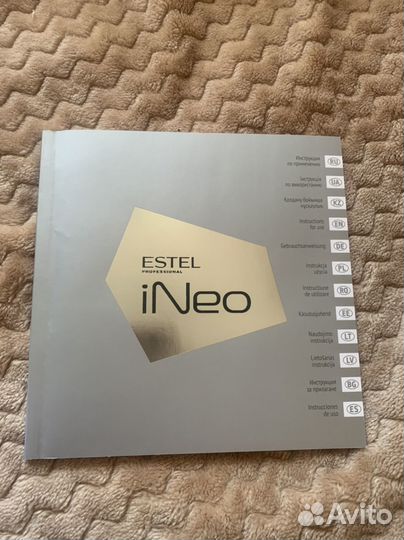 ESTEL
PROFESSIONAL
iNeo
Инструкция
по применению
RU
Інструкція
по використанню
UA
Қолдану бойынша
нұсқаулық
KZ
Instructions
for use
EN
Gebrauchsanweisung
DE
Instrukcja
użycia
PL
Instrucțiune
de utilizare
RO
Kasutusjuhend
EE
Naudojimo
instrukcija
LT
Lietošanas
instrukcija
LV
Инструкция
за прилагане
BG
Instrucciones
de uso
ES
Avito